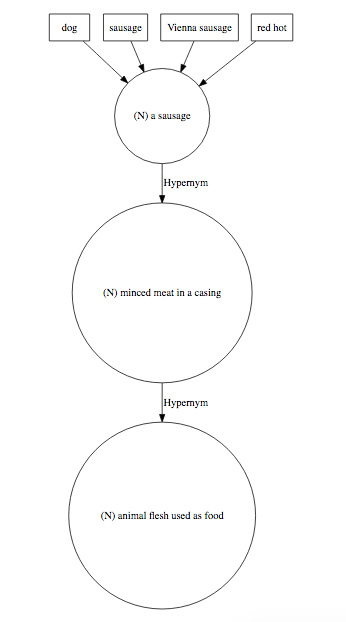 dog
sausage
Vienna sausage
red hot
(N) a sausage
Hypernym
(N) minced meat in a casing
Hypernym
(N) animal flesh used as food